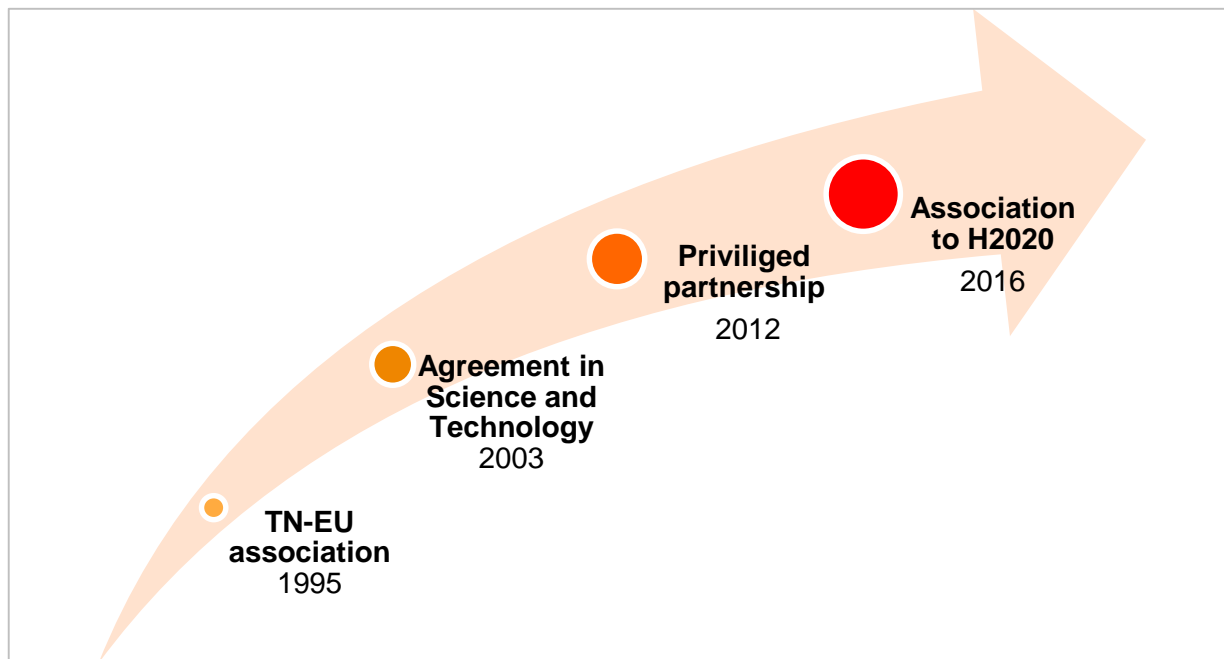 TN-EU
association
1995
Agreement in
Science and
Technology
2003
Priviliged
partnership
2012
Association
to H2020
2016